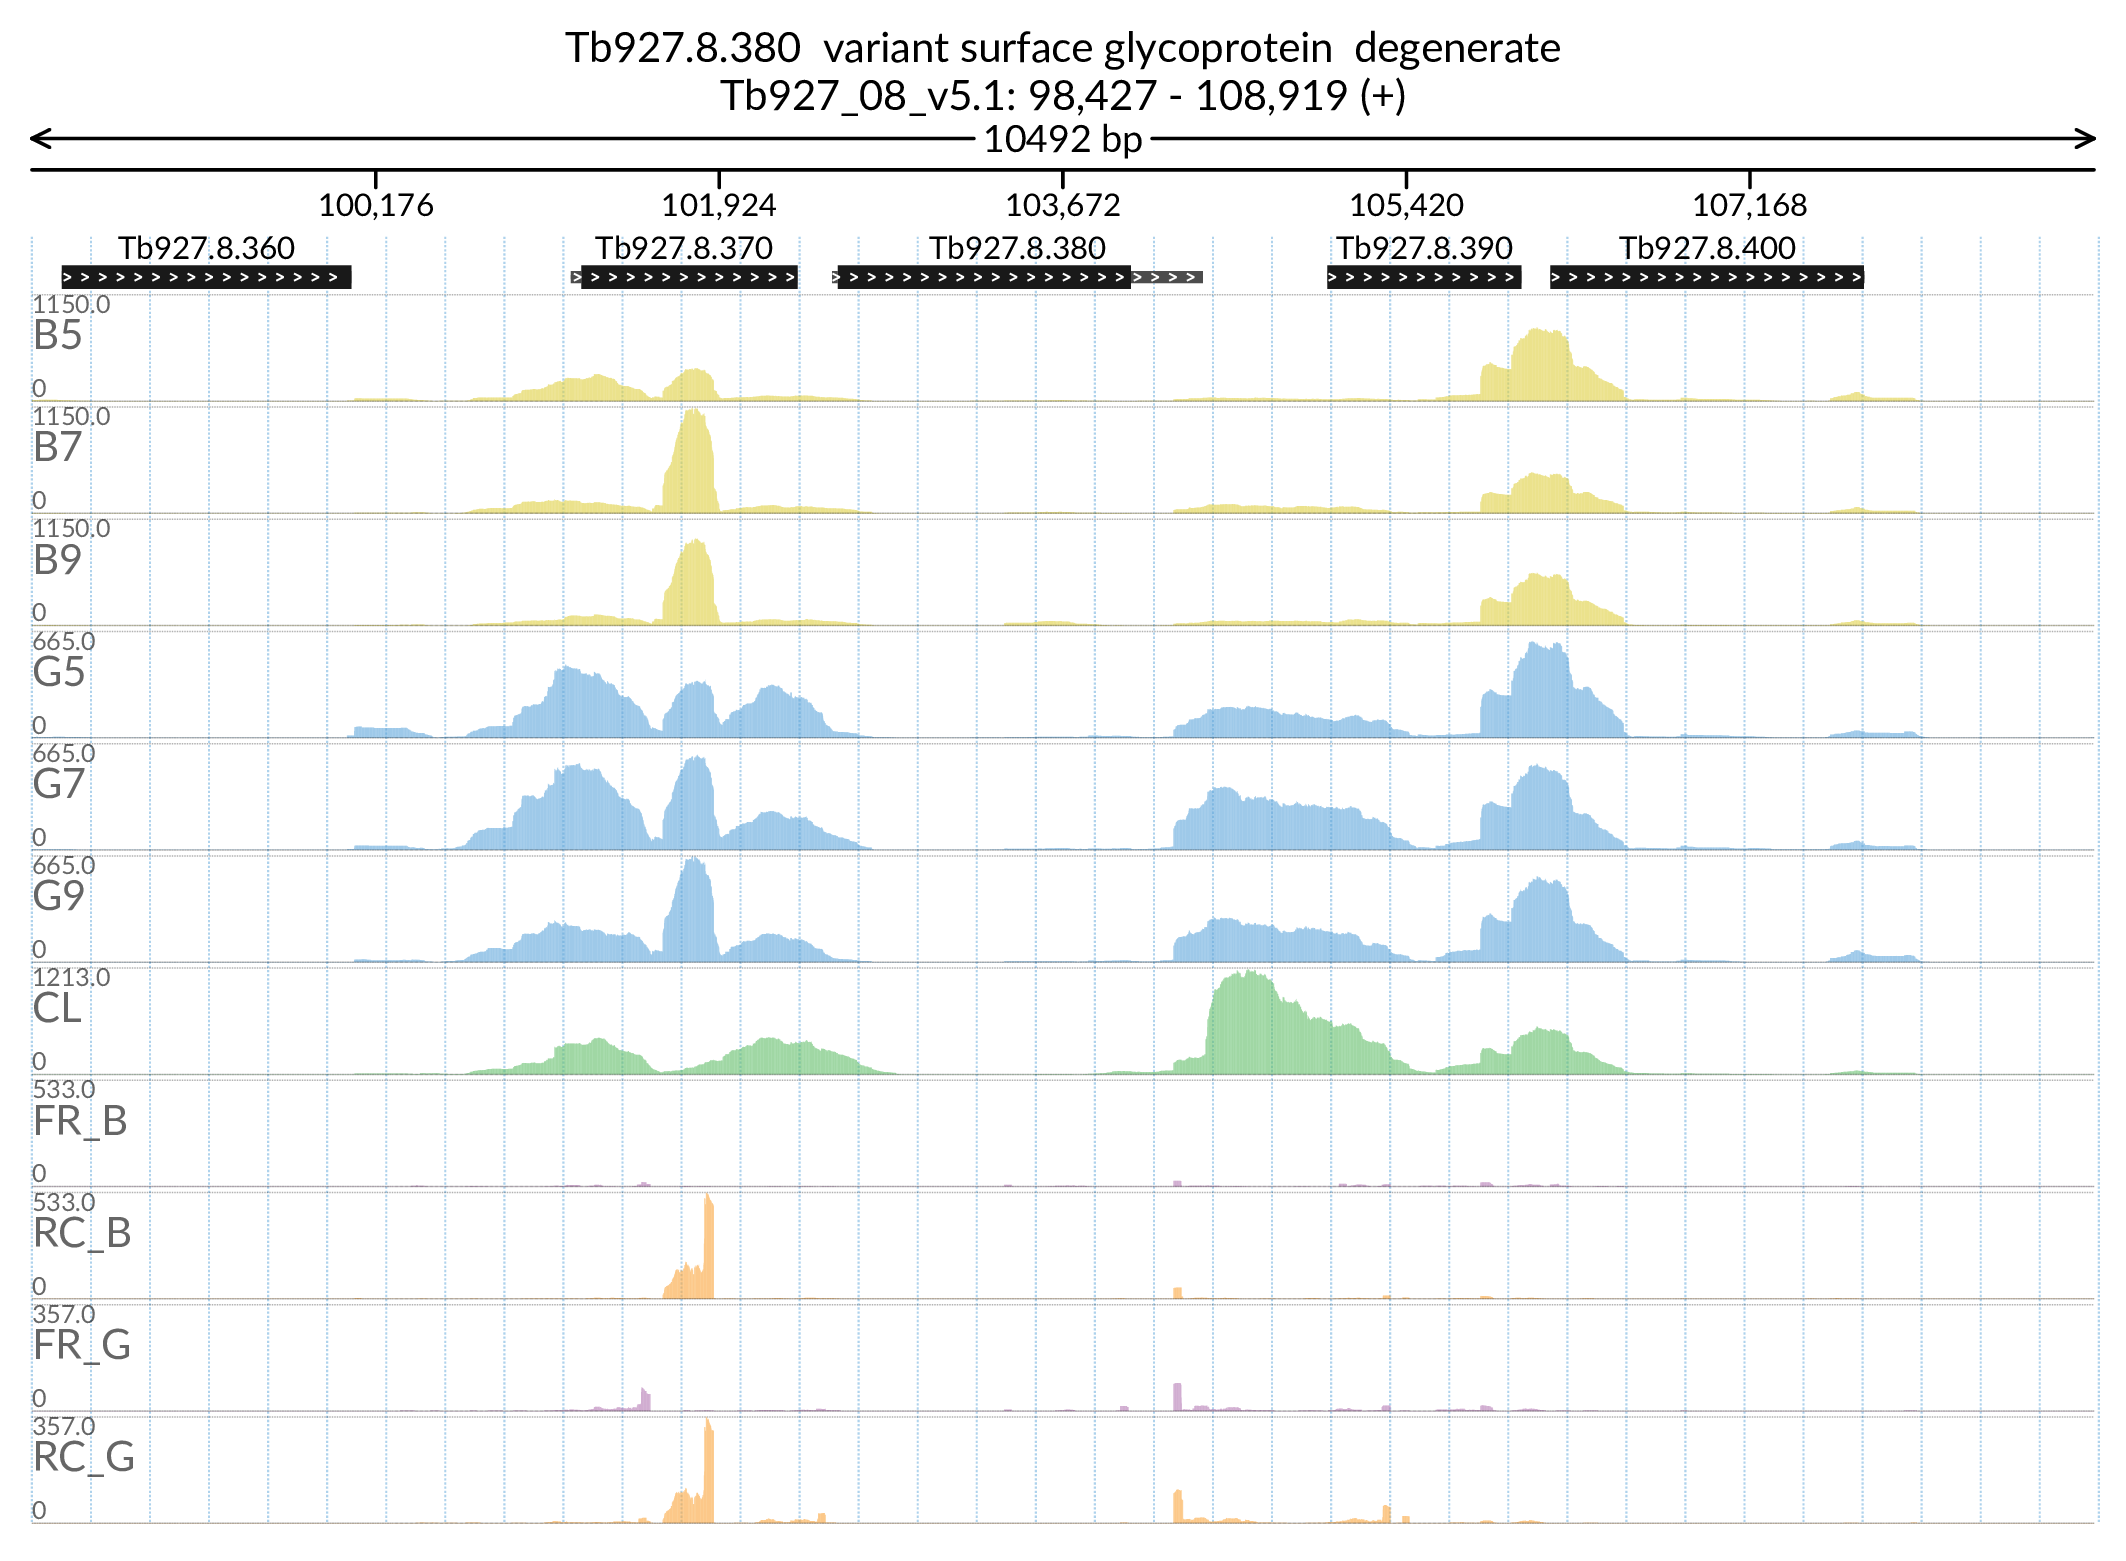 Tb927.8.380 variant surface glycoprotein degenerate
Tb927_08_v5.1: 98,427 - 108,919 (+)
10492 bp
100,176 101,924 103,672 105,420 107,168
Tb927.8.360 Tb927.8.370 Tb927.8.380 Tb927.8.390 Tb927.8.400
1150.0
B5
0
1150.0
B7
0
1150.0
B9
0
665.0
G5
0
665.0
G7
0
665.0
G9
0
1213.0
CL
0
533.0
FR_B
0
533.0
RC_B
0
357.0
FR_G
0
357.0
RC_G
0